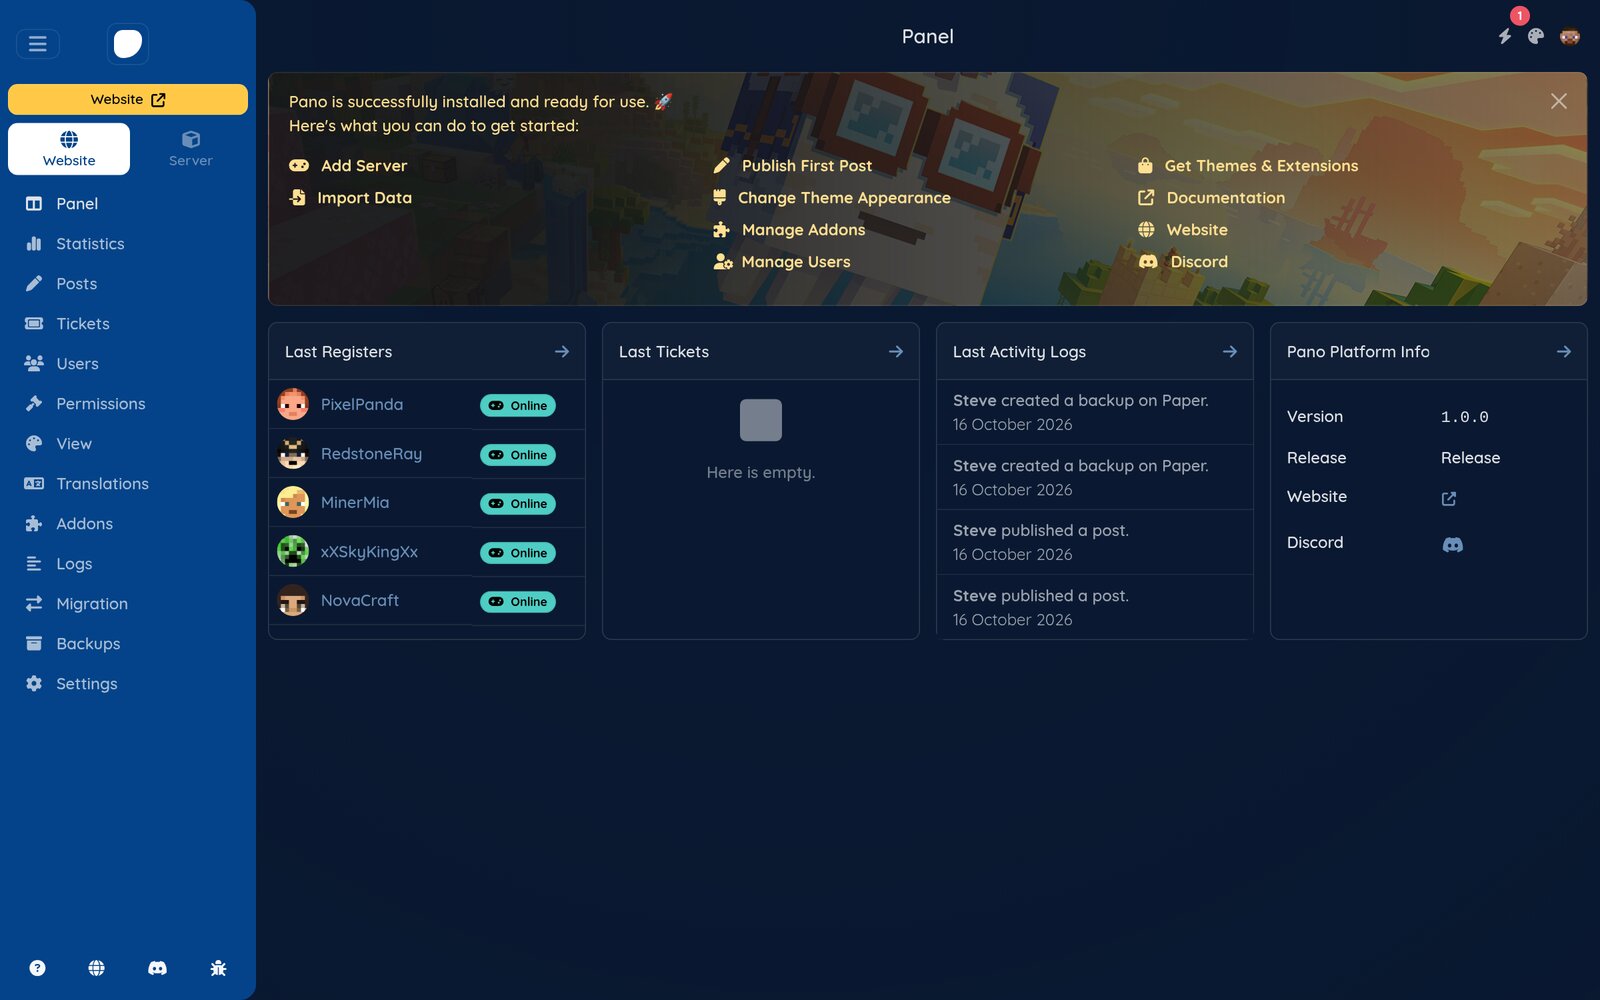 Panel
1
Website
Website
Server
Panel
Statistics
Posts
Tickets
Users
Permissions
View
Translations
Addons
Logs
Migration
Backups
Settings
Pano is successfully installed and ready for use. 🚀
Here's what you can do to get started:
Add Server
Import Data
Publish First Post
Change Theme Appearance
Manage Addons
Manage Users
Get Themes & Extensions
Documentation
Website
Discord
Last Registers
PixelPanda Online
RedstoneRay Online
MinerMia Online
xXSkyKingXx Online
NovaCraft Online
Last Tickets
Here is empty.
Last Activity Logs
Steve created a backup on Paper.
16 October 2026
Steve created a backup on Paper.
16 October 2026
Steve published a post.
16 October 2026
Steve published a post.
16 October 2026
Pano Platform Info
Version 1.0.0
Release Release
Website
Discord